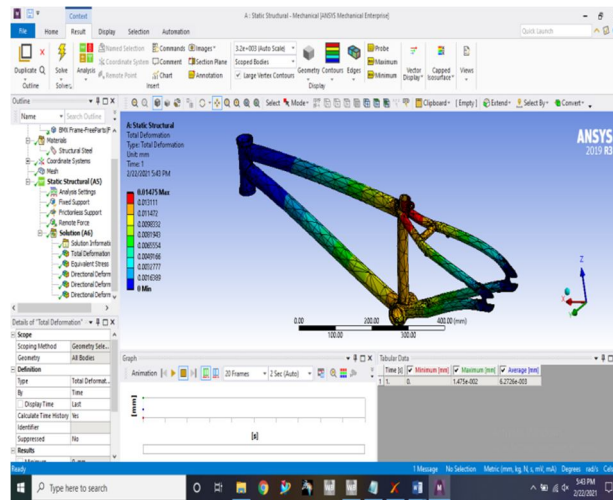 A : Static Structural - Mechanical [ANSYS Mechanical Enterprise]
Context
File Home Result Display Selection Automation
Quick Launch
Duplicate Q
Outline
Solve
Solvers
Analysis
Named Selection
Coordinate System
Remote Point
Commands
Comment
Chart
Images
Section Plane
Annotation
Insert
3.2e+003 (Auto Scale)
Scoped Bodies
Large Vertex Contours
Geometry Contours Edges
Display
Probe
Maximum
Minimum
Vector Display
Capped Isosurface
Views
Outline
Name Search Outline
Select Mode Clipboard [ Empty ] Extend Select By Convert
BMX Frame-FreeParts|F
Materials
Structural Steel
Coordinate Systems
Mesh
Static Structural (A5)
Analysis Settings
Fixed Support
Frictionless Support
Remote Force
Solution (A6)
Solution Informati
Total Deformation
Equivalent Stress
Directional Deform
Directional Deform
Directional Deform
A: Static Structural
Total Deformation
Type: Total Deformation
Unit: mm
Time: 1
2/22/2021 5:43 PM
0.01475 Max
0.013111
0.011472
0.0098332
0.0081943
0.0065554
0.0049166
0.0032777
0.0016389
0 Min
ANSYS
2019 R3
Z
X
Y
0.00 200.00 400.00 (mm)
100.00 300.00
Details of "Total Deformation"
Scope
Scoping Method Geometry Sele...
Geometry All Bodies
Definition
Type Total Deformat...
By Time
Display Time Last
Calculate Time History Yes
Identifier
Suppressed No
Results
Graph
Animation 20 Frames 2 Sec (Auto)
[mm]
[s]
Tabular Data
Time [s] Minimum [mm] Maximum [mm] Average [mm]
1 1. 0. 1.475e-002 6.2726e-003
Ready 1 Message No Selection Metric (mm, kg, N, s, mV, mA) Degrees rad/s Cels
Type here to search
5:43 PM
2/22/2021